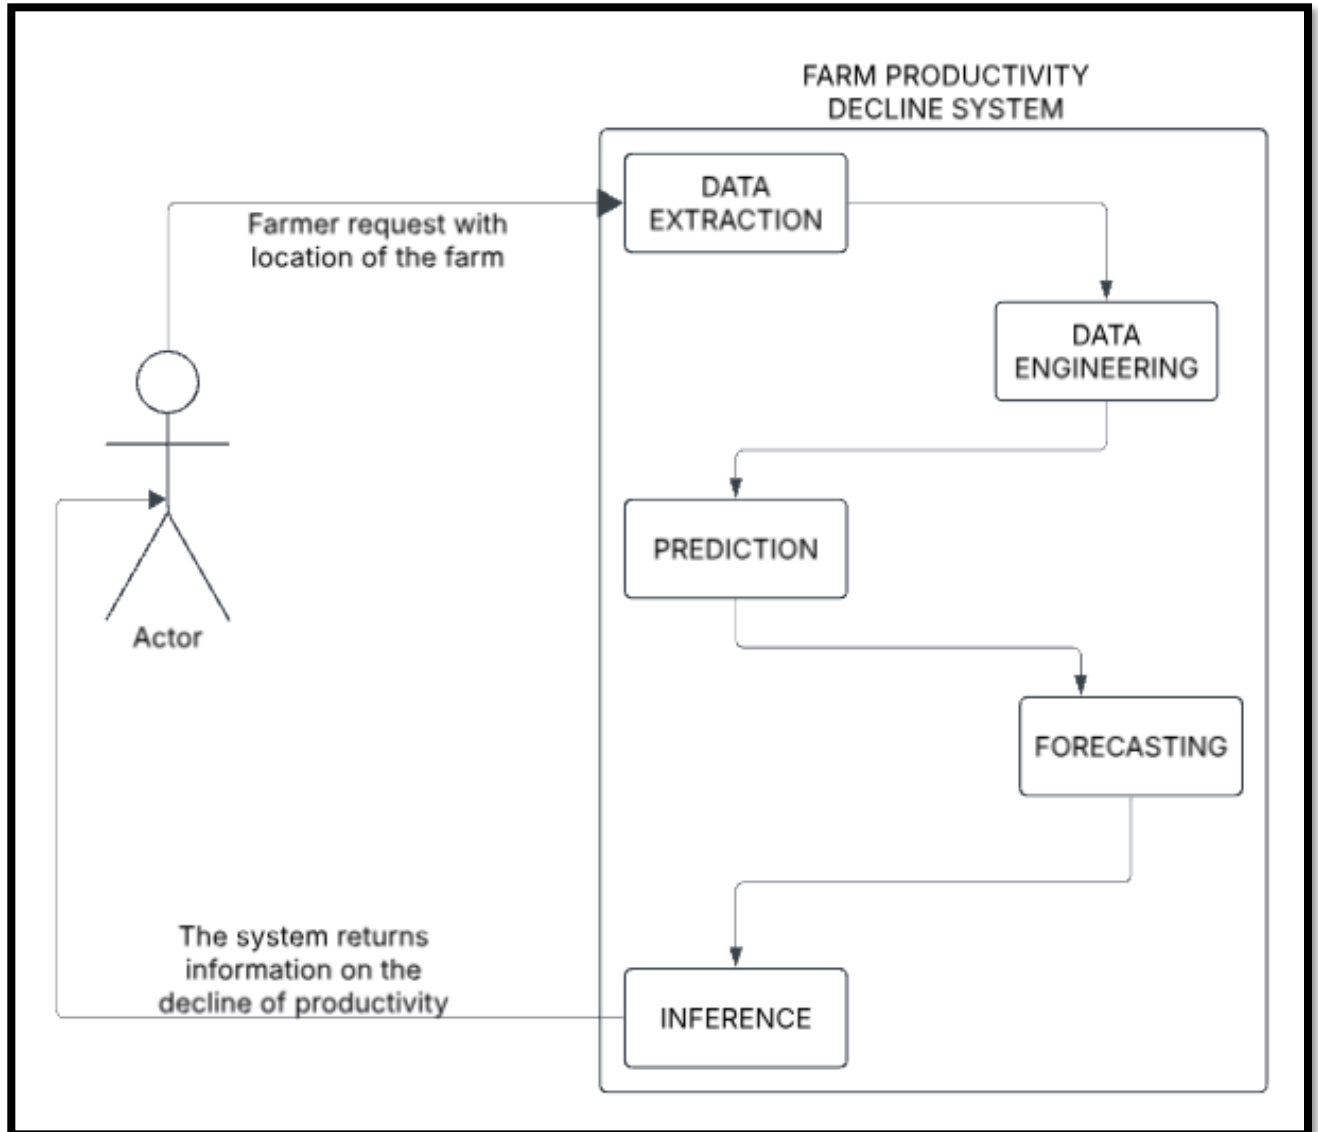 FARM PRODUCTIVITY
DECLINE SYSTEM
DATA
EXTRACTION
Farmer request with
location of the farm
DATA
ENGINEERING
PREDICTION
Actor
FORECASTING
The system returns
information on the
decline of productivity
INFERENCE